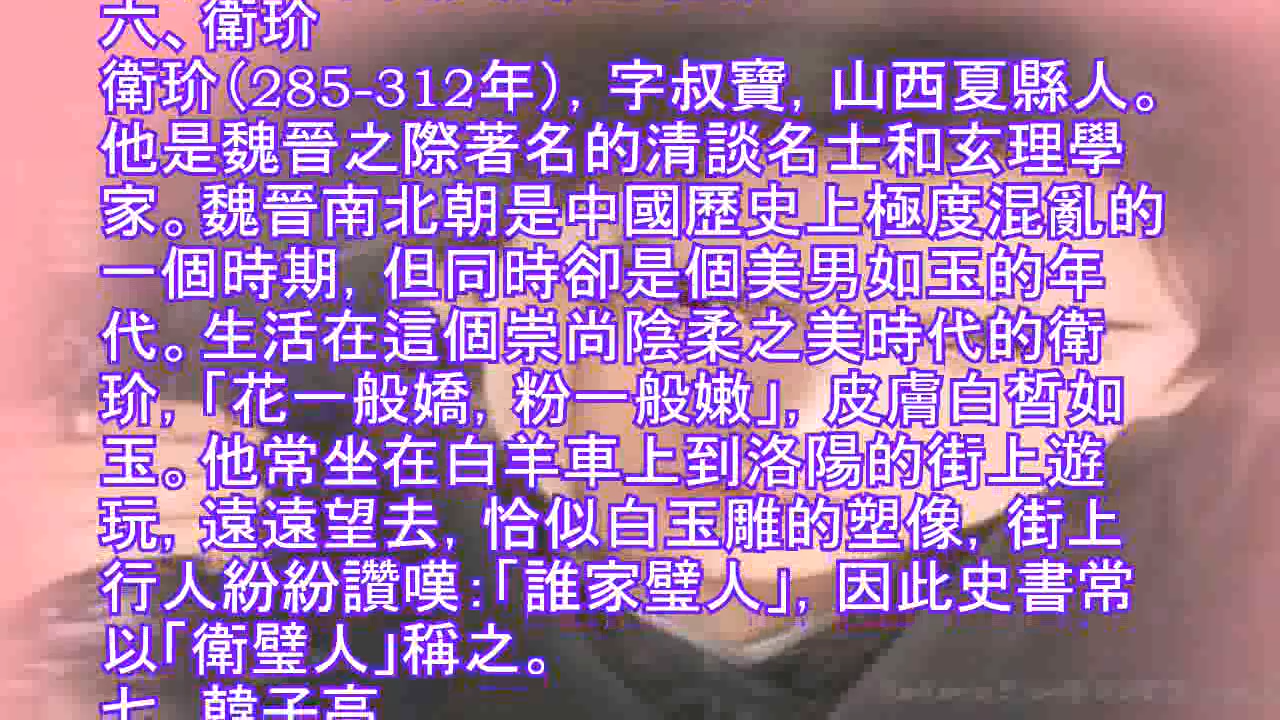 六、衛玠
衛玠(285-312年), 字叔寶, 山西夏縣人。
他是魏晉之際著名的清談名士和玄理學
家。魏晉南北朝是中國歷史上極度混亂的
一個時期, 但同時卻是個美男如玉的年
代。生活在這個崇尚陰柔之美時代的衛
玠,「花一般嬌, 粉一般嫩」, 皮膚白皙如
玉。他常坐在白羊車上到洛陽的街上遊
玩, 遠遠望去, 恰似白玉雕的塑像, 街上
行人紛紛讚嘆:「誰家璧人」, 因此史書常
以「衛璧人」稱之。
七、韓子高